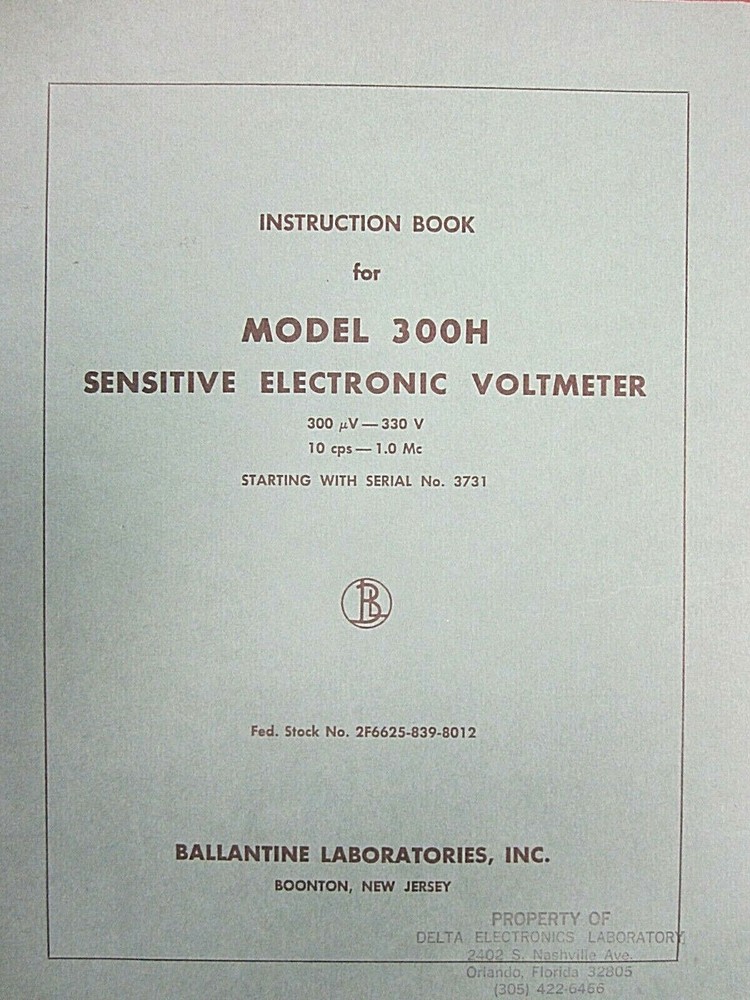 INSTRUCTION BOOK
for
MODEL 300H
SENSITIVE ELECTRONIC VOLTMETER
300 µV — 330 V
10 cps — 1.0 Mc
STARTING WITH SERIAL No. 3731
BL
Fed. Stock No. 2F6625-839-8012
BALLANTINE LABORATORIES, INC.
BOONTON, NEW JERSEY
PROPERTY OF
DELTA ELECTRONICS LABORATORY
2402 S. Nashville Ave.
Orlando, Florida 32805
(305) 422-6466